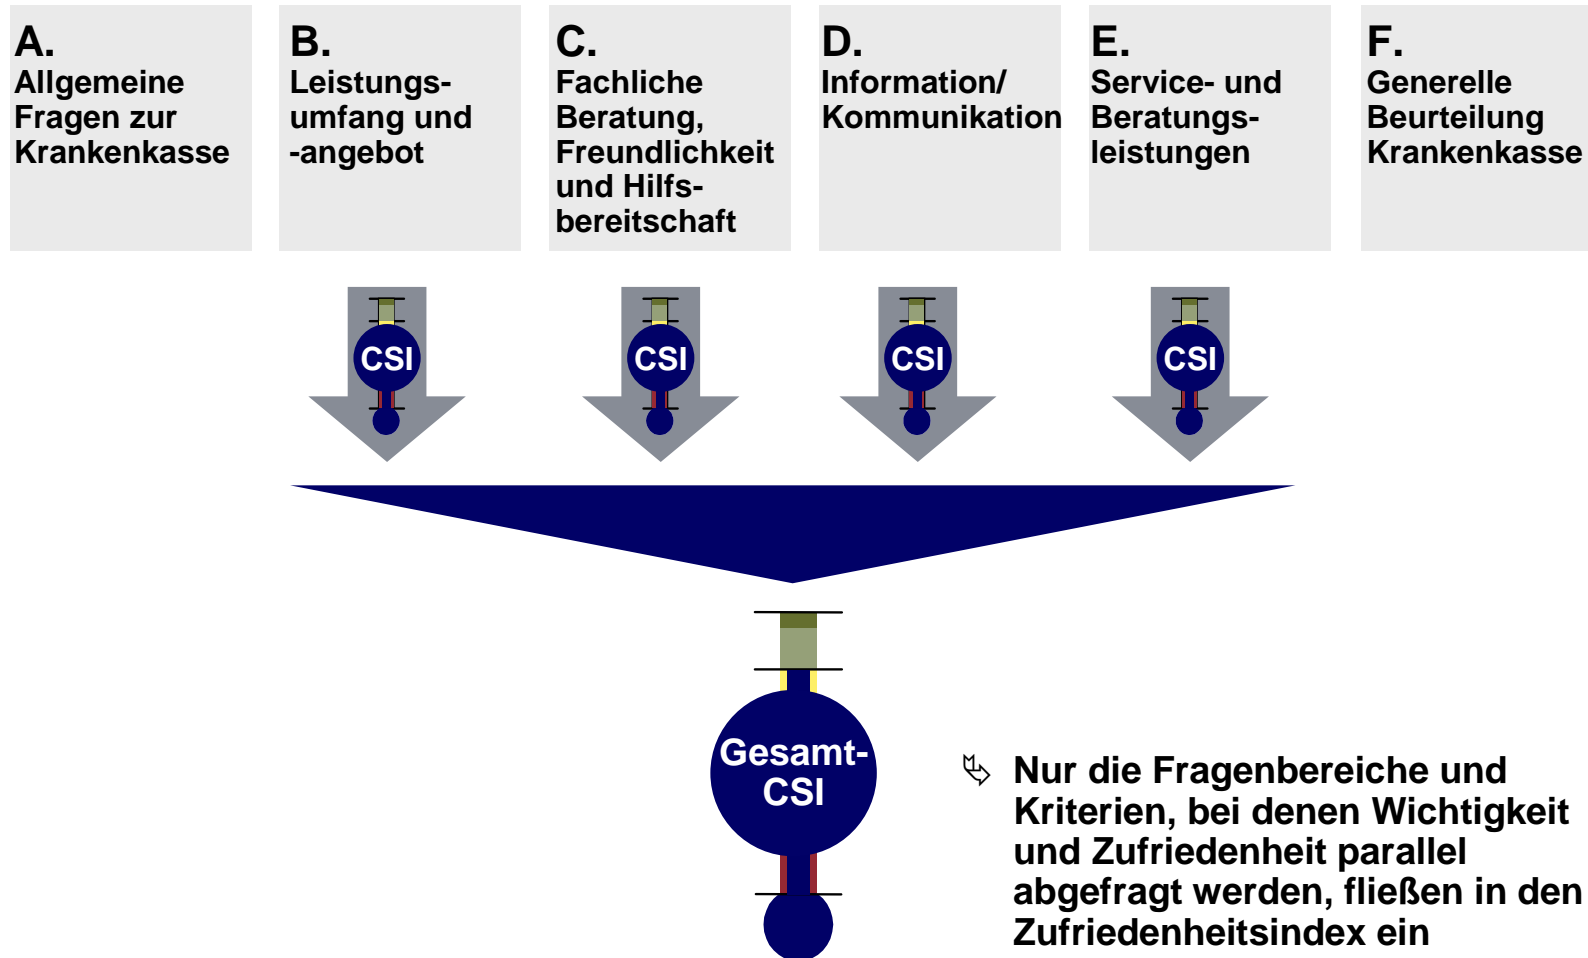 A.
Allgemeine
Fragen zur
Krankenkasse
B.
Leistungs-
umfang und
-angebot
C.
Fachliche
Beratung,
Freundlichkeit
und Hilfs-
bereitschaft
D.
Information/
Kommunikation
E.
Service- und
Beratungs-
leistungen
F.
Generelle
Beurteilung
Krankenkasse
CSI
CSI
CSI
CSI
Gesamt-
CSI
Nur die Fragenbereiche und
Kriterien, bei denen Wichtigkeit
und Zufriedenheit parallel
abgefragt werden, fließen in den
Zufriedenheitsindex ein